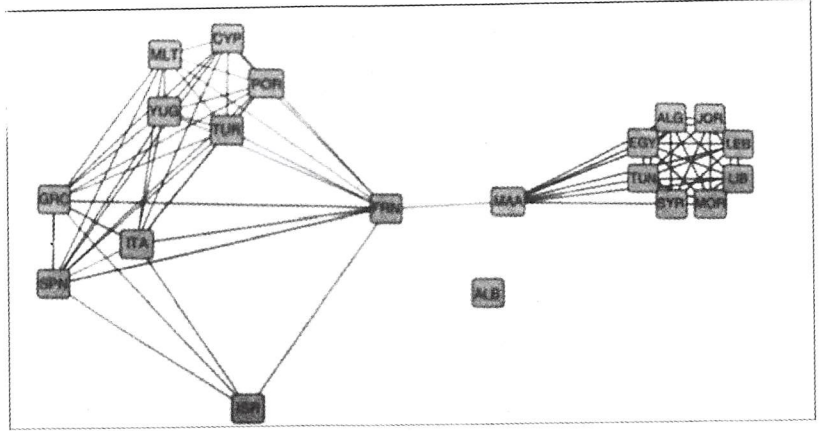 CYP
MLT
POR
YUG
TUR
GRC
ITA
SPN
FRN
ISR
MAA
ALB
ALG
JOR
EGY
LEB
TUN
LIB
SYR
MOR